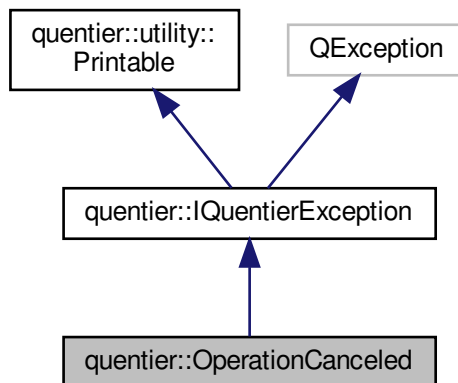 quentier::utility::
Printable
QException
quentier::IQuentierException
quentier::OperationCanceled